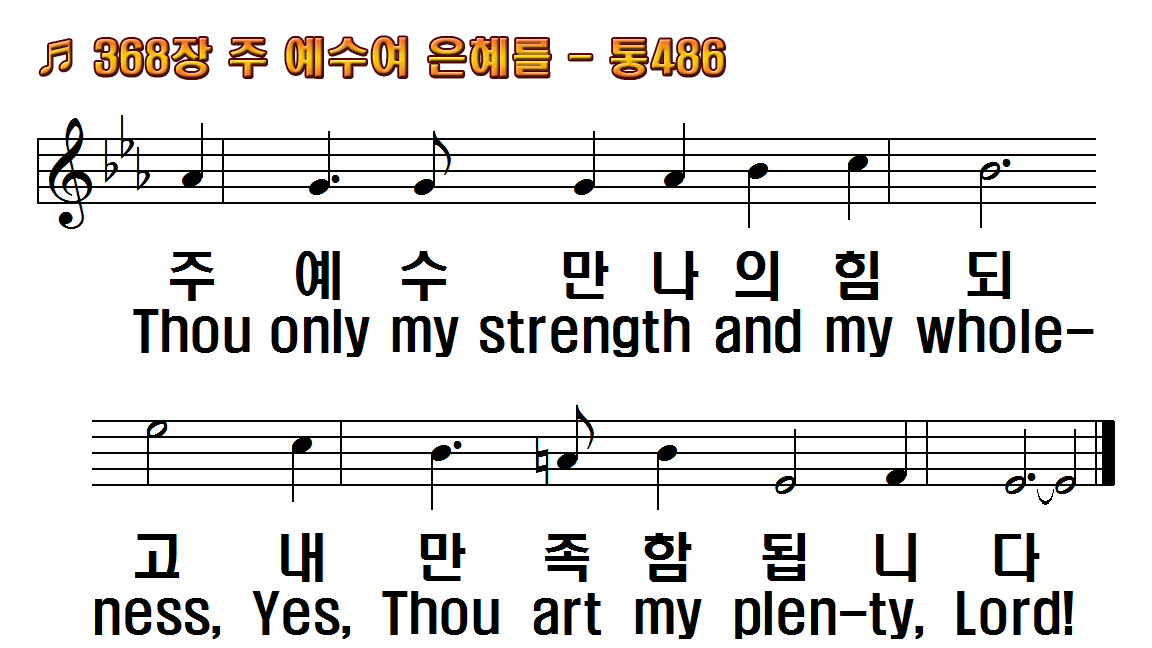 ♬ 368장 주 예수여 은혜를 - 통486
주 예 수 만 나 의 힘 되
Thou only my strength and my whole-
고 내 만 족 함 됩 니 다
ness, Yes, Thou art my plen-ty, Lord!